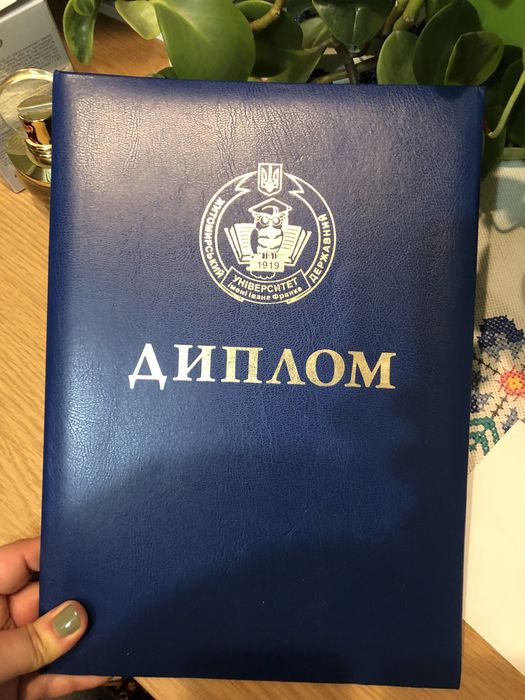 ЖИТОМИРСЬКИЙ ДЕРЖАВНИЙ
1919
УНІВЕРСИТЕТ
імені Івана Франка
ДИПЛОМ